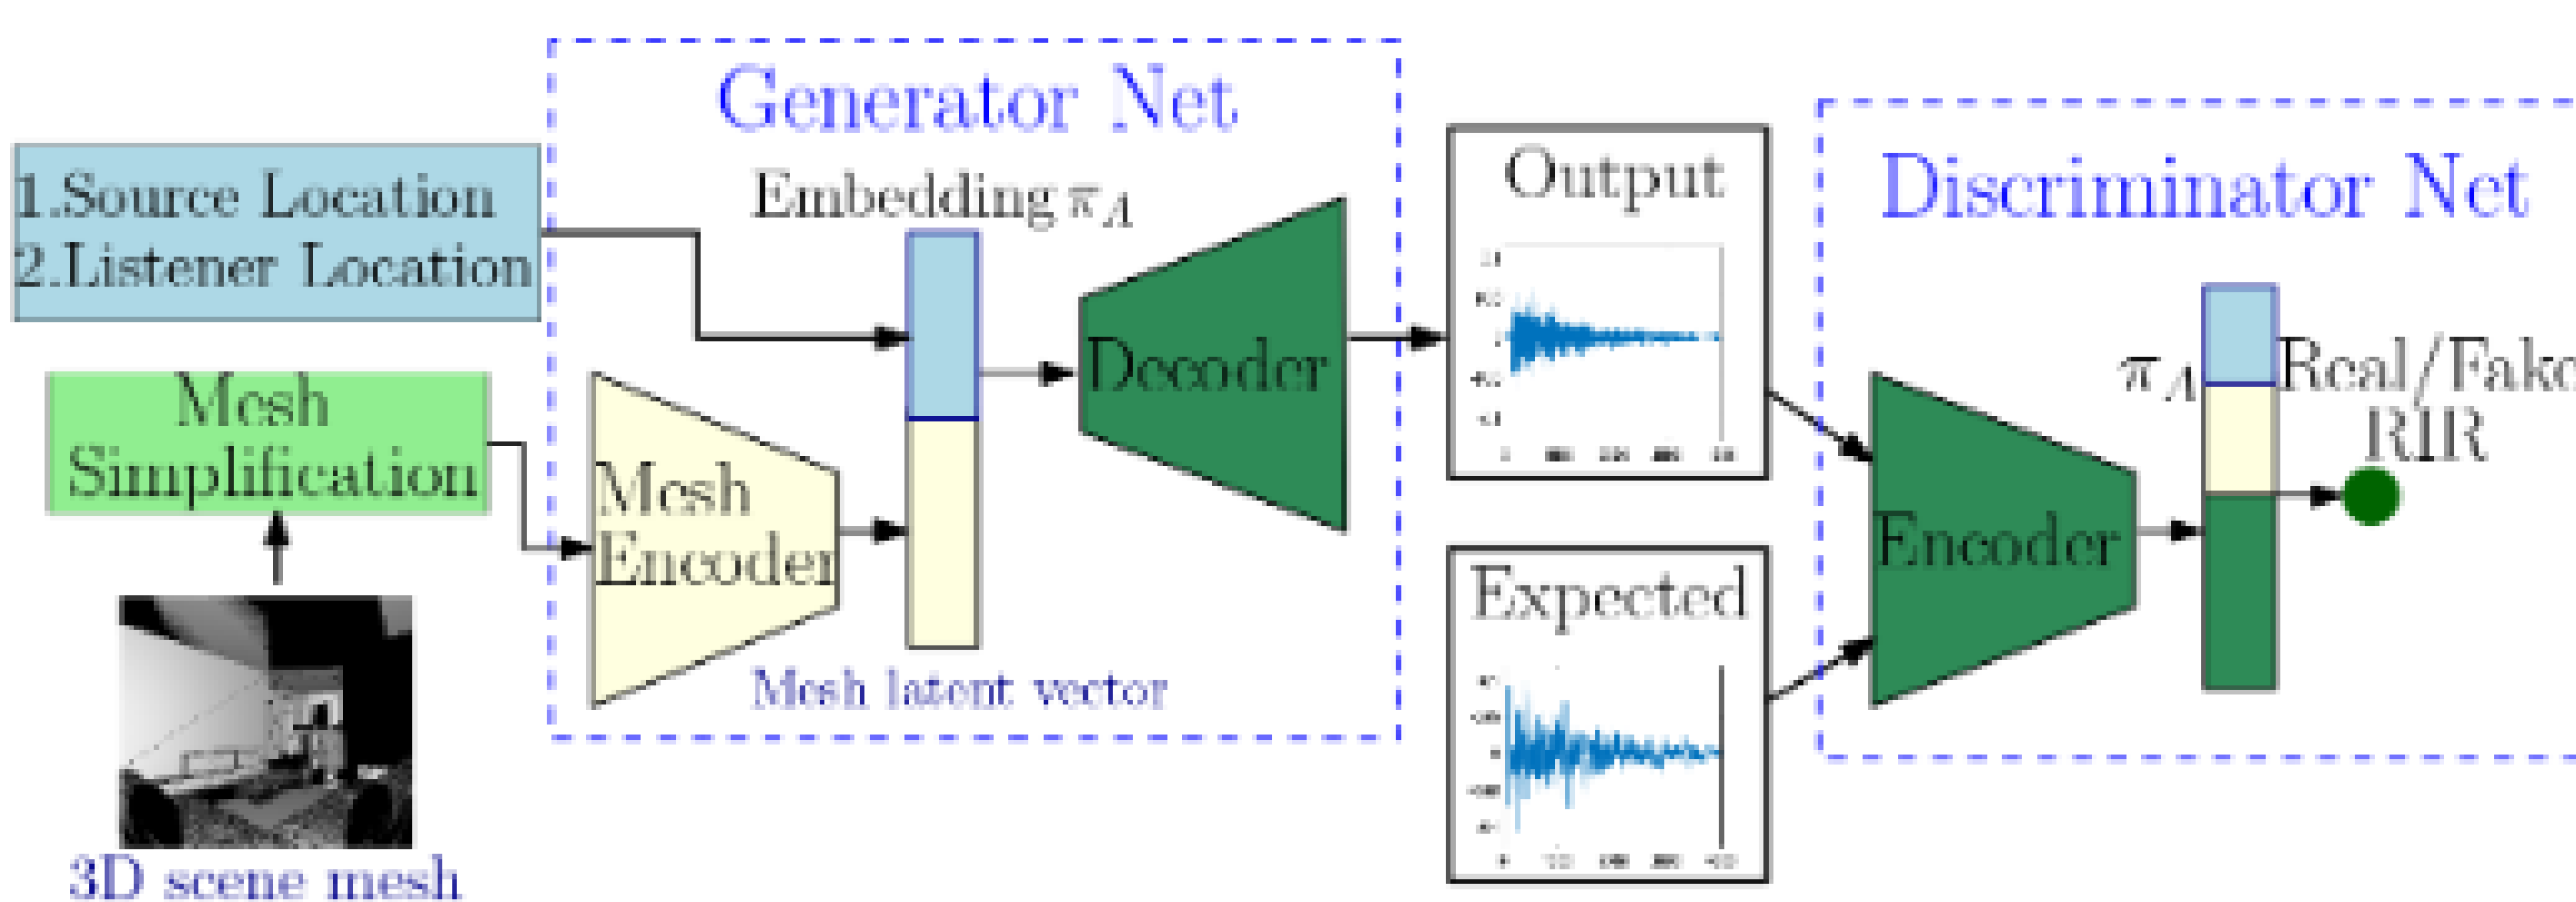 Generator Net
1.Source Location
2.Listener Location
Mesh
Simplification
3D scene mesh
Embedding π_A
Mesh
Encoder
Mesh latent vector
Decoder
Output
Expected
Discriminator Net
Encoder
π_A
Real/Fake
RIR